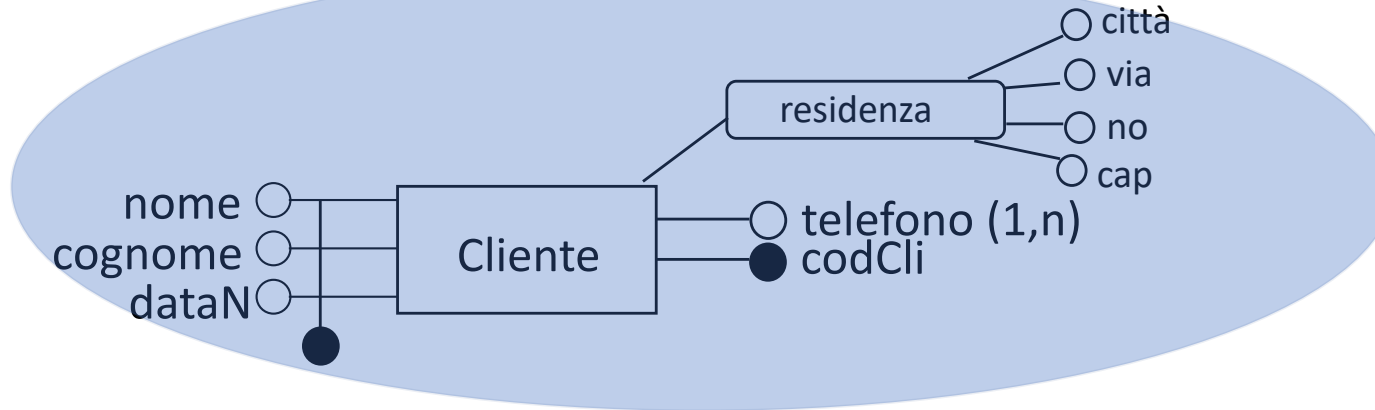 città
via
residenza
no
cap
nome
telefono (1,n)
cognome
Cliente
codCli
dataN